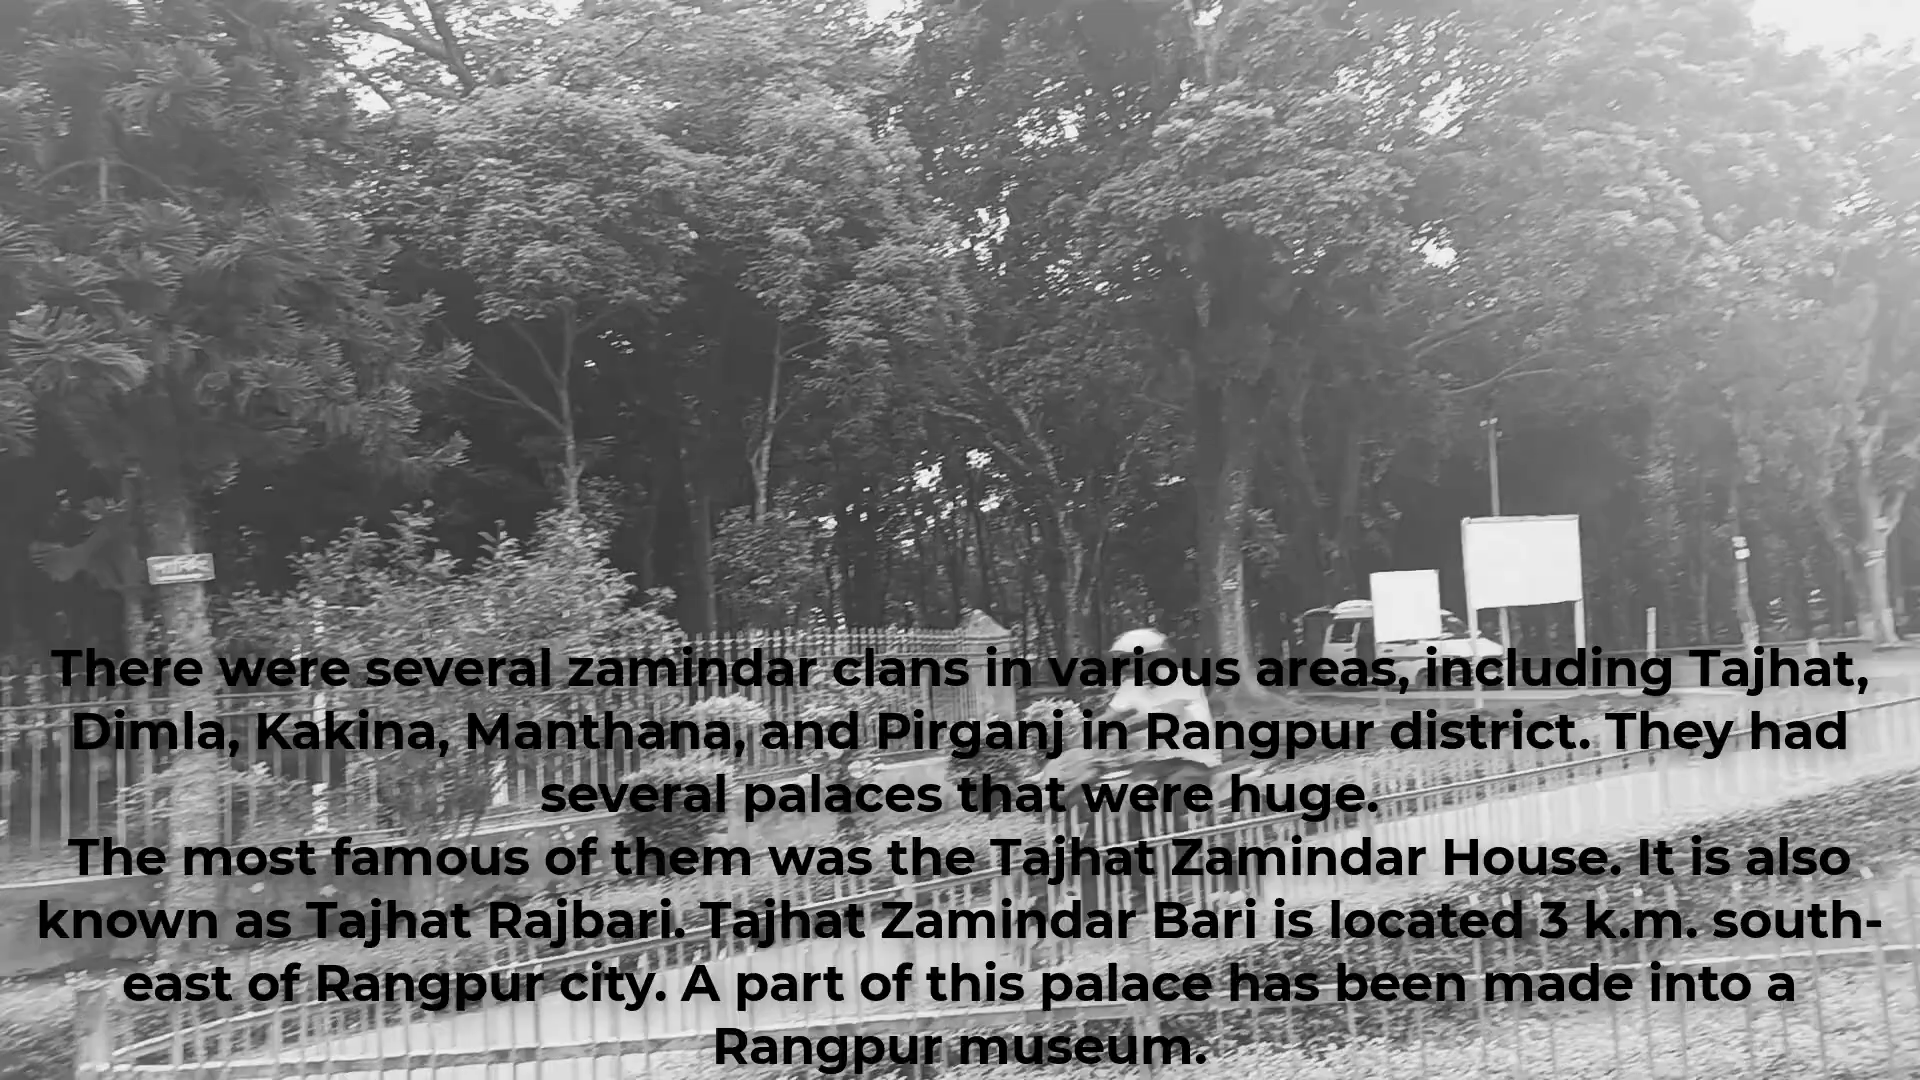 There were several zamindar clans in various areas, including Tajhat,
Dimla, Kakina, Manthana, and Pirganj in Rangpur district. They had
several palaces that were huge.
The most famous of them was the Tajhat Zamindar House. It is also
known as Tajhat Rajbari. Tajhat Zamindar Bari is located 3 k.m. south-
east of Rangpur city. A part of this palace has been made into a
Rangpur museum.